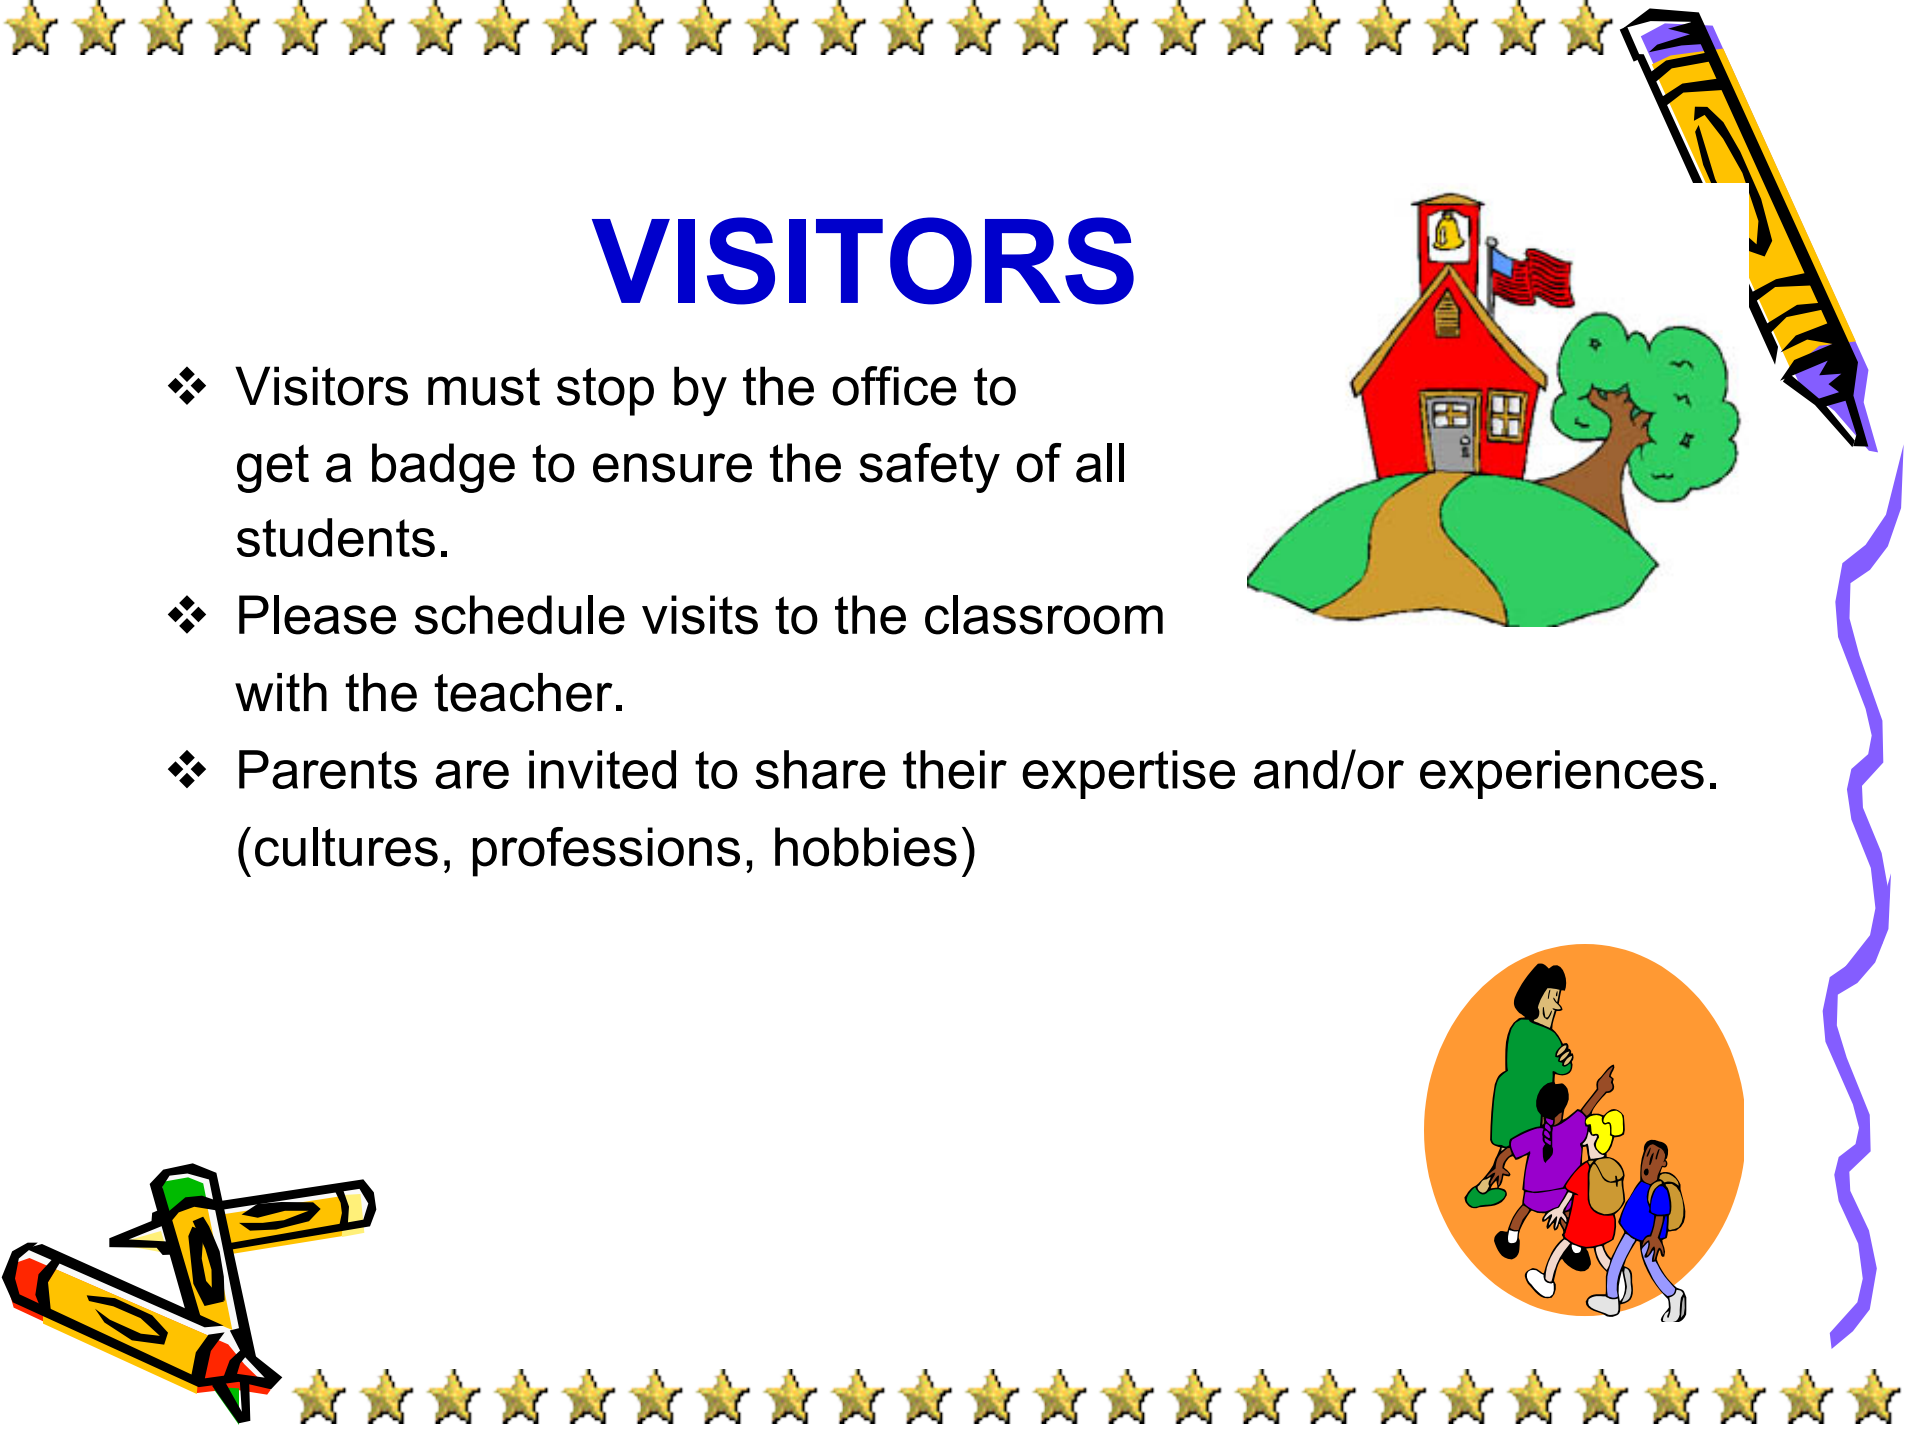 VISITORS
❖ Visitors must stop by the office to
get a badge to ensure the safety of all
students.
❖ Please schedule visits to the classroom
with the teacher.
❖ Parents are invited to share their expertise and/or experiences.
(cultures, professions, hobbies)